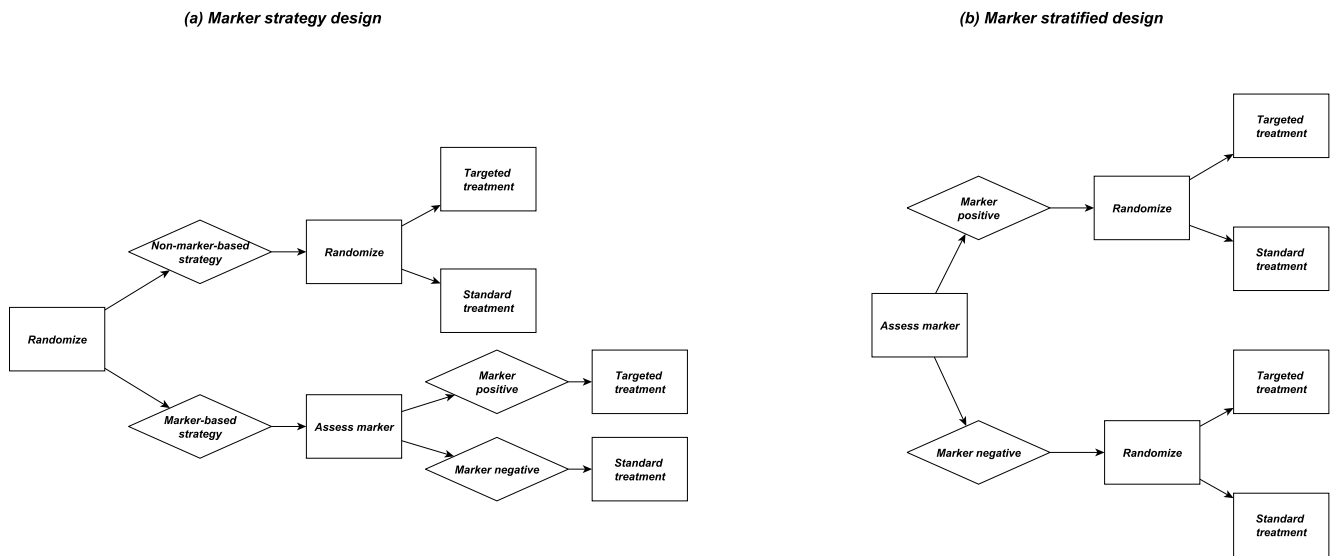 (a) Marker strategy design
Targeted
treatment
Non-marker-based
strategy
Randomize
Standard
treatment
Randomize
Marker
positive
Targeted
treatment
Marker-based
strategy
Assess marker
Marker negative
Standard
treatment
(b) Marker stratified design
Targeted
treatment
Marker
positive
Randomize
Standard
treatment
Assess marker
Targeted
treatment
Marker negative
Randomize
Standard
treatment